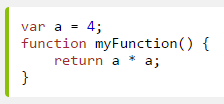 var a = 4;
function myFunction() {
    return a * a;
}